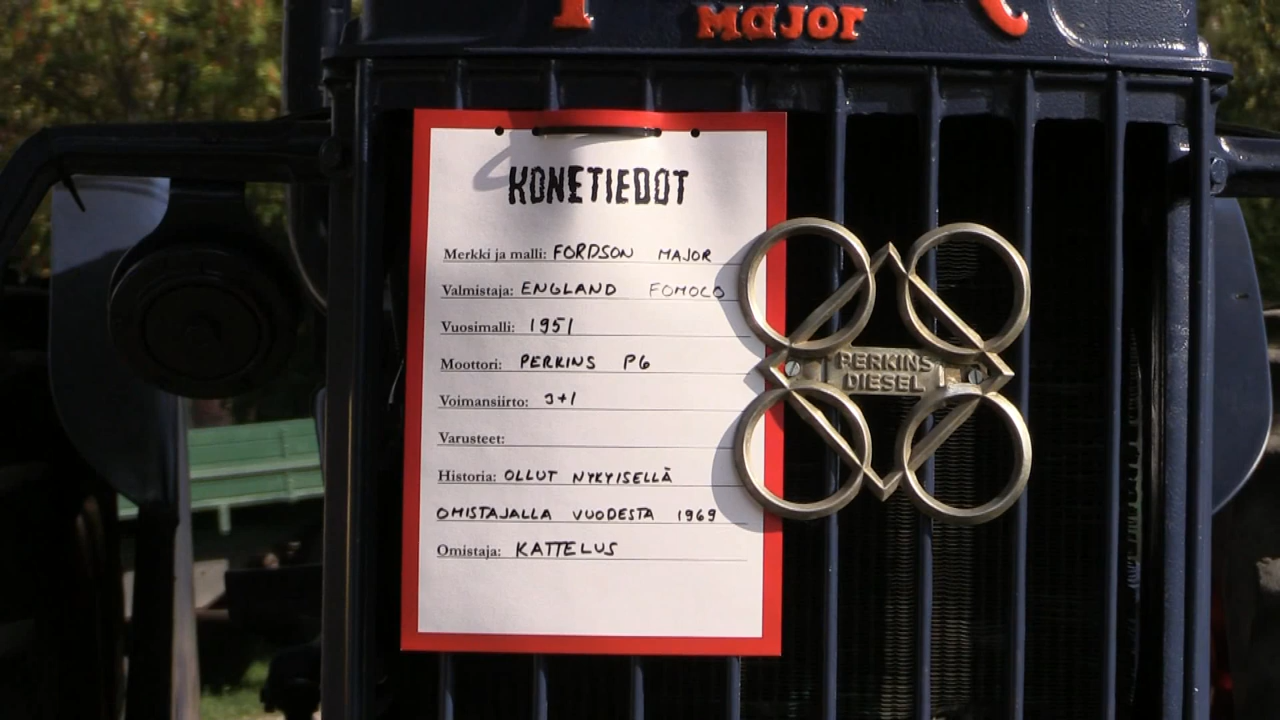 MAJOR
KONETIEDOT
Merkki ja malli: FORDSON MAJOR
Valmistaja: ENGLAND FOMOCO
Vuosimalli: 1951
Moottori: PERKINS P6
Voimansiirto: 3+1
Varusteet:
Historia: OLLUT NYKYISELLÄ
OMISTAJALLA VUODESTA 1969
Omistaja: KATTELUS
PERKINS
DIESEL